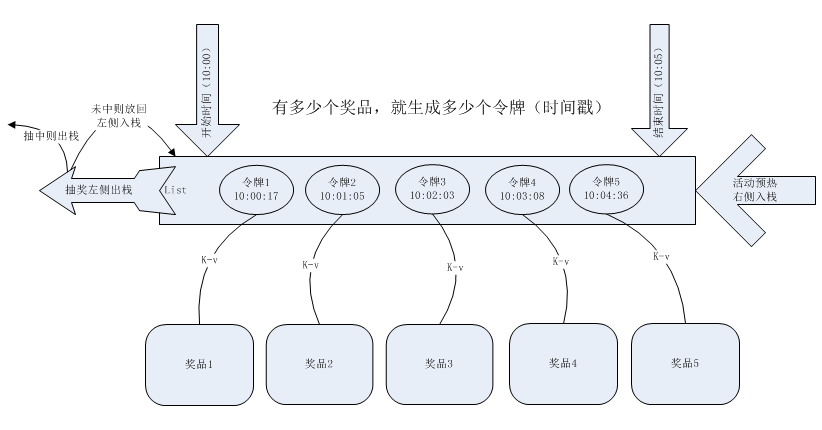 开始时间（10:00）
结束时间（10:05）
有多少个奖品，就生成多少个令牌（时间戳）
未中则放回
左侧入栈
抽中则出栈
抽奖左侧出栈
List
令牌1
10:00:17
令牌2
10:01:05
令牌3
10:02:03
令牌4
10:03:08
令牌5
10:04:36
活动预热
右侧入栈
K-v
K-v
K-v
K-v
K-v
奖品1
奖品2
奖品3
奖品4
奖品5